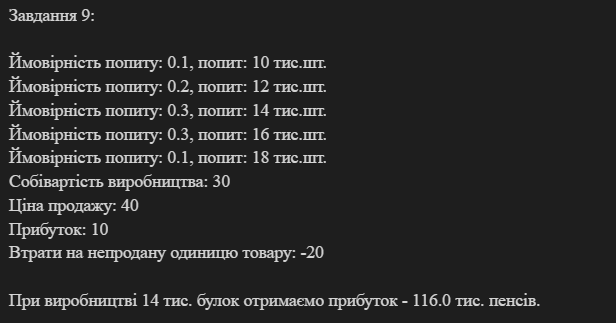 Завдання 9:
Ймовірність попиту: 0.1, попит: 10 тис.шт.
Ймовірність попиту: 0.2, попит: 12 тис.шт.
Ймовірність попиту: 0.3, попит: 14 тис.шт.
Ймовірність попиту: 0.3, попит: 16 тис.шт.
Ймовірність попиту: 0.1, попит: 18 тис.шт.
Собівартість виробництва: 30
Ціна продажу: 40
Прибуток: 10
Втрати на непродану одиницю товару: -20
При виробництві 14 тис. булок отримаємо прибуток - 116.0 тис. пенсів.